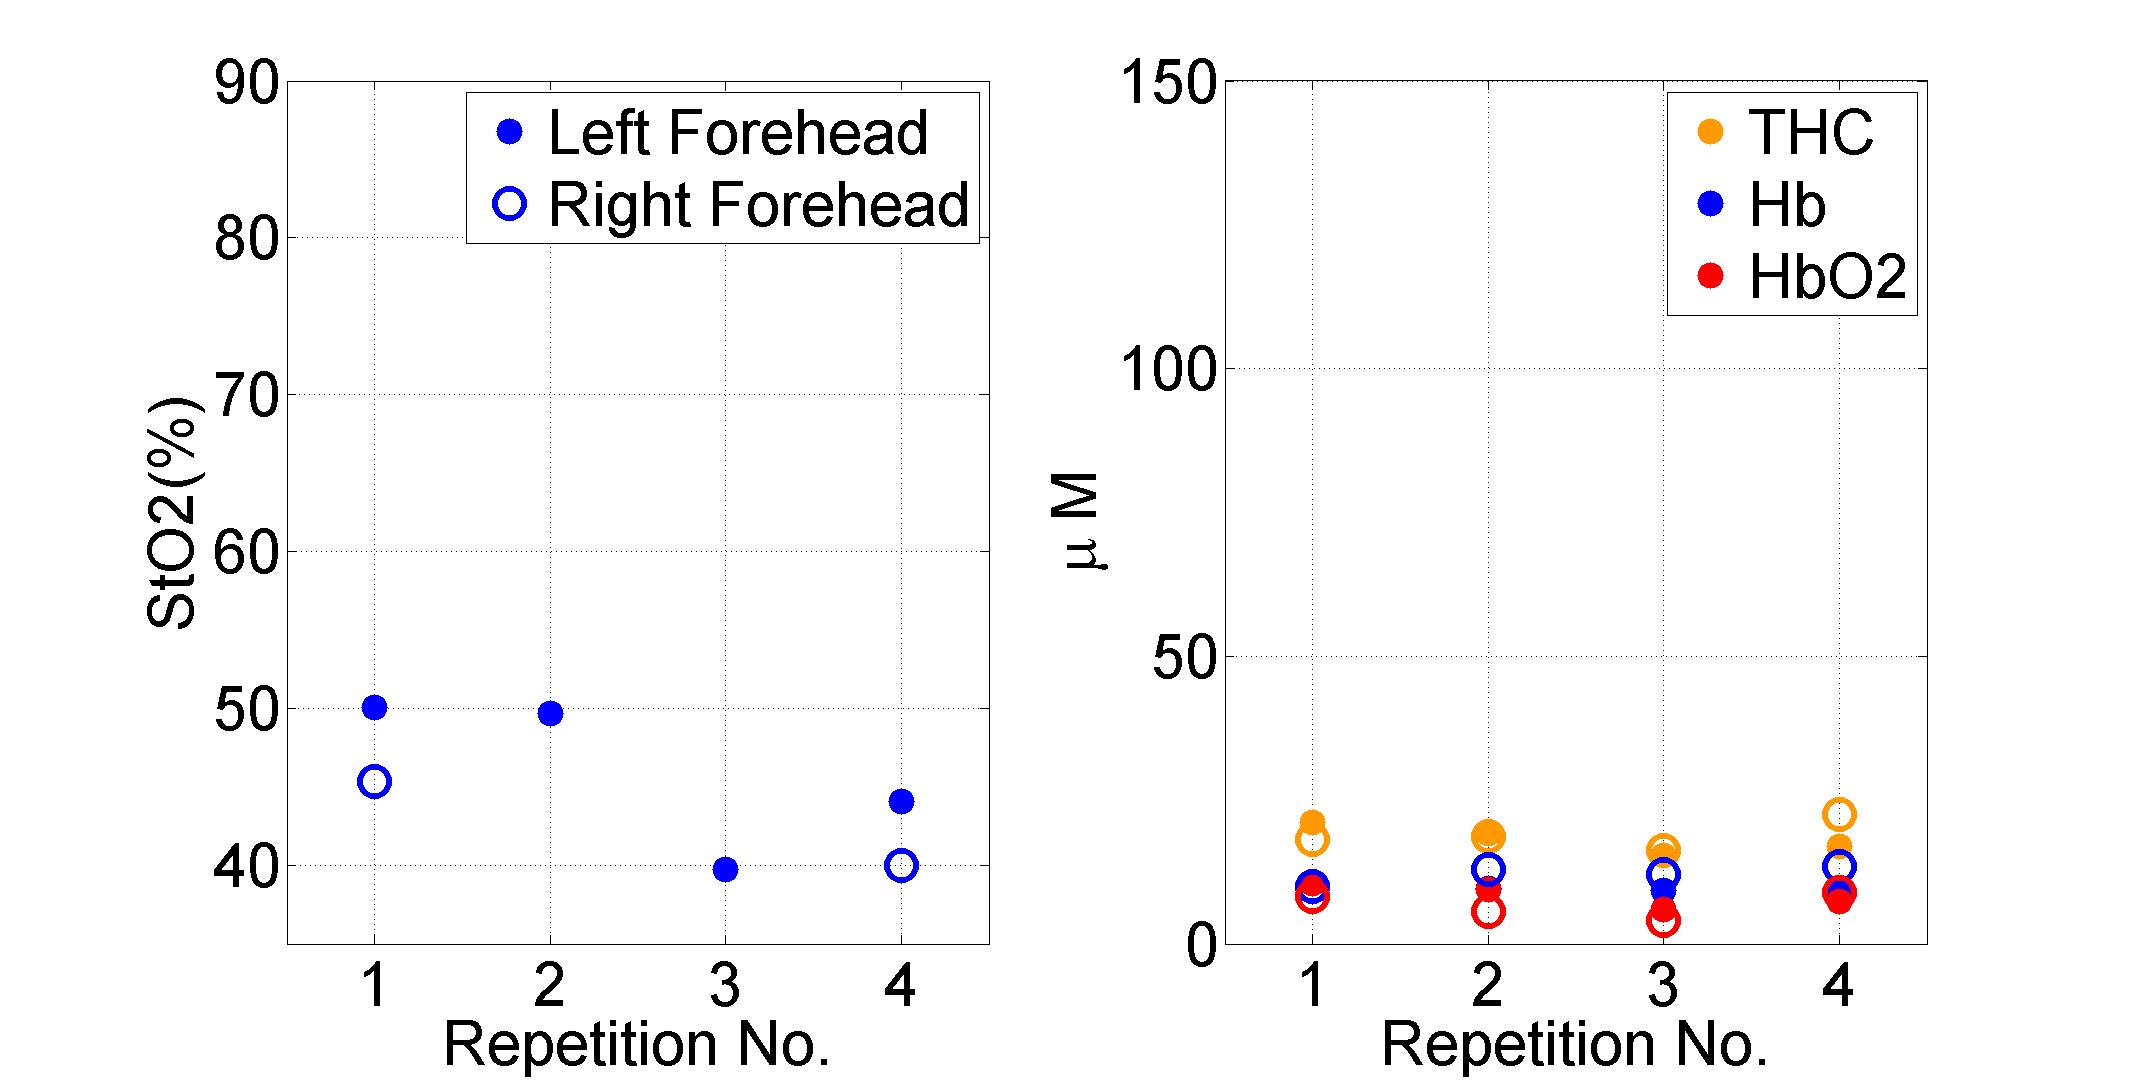 90
80
70
60
50
40
StO2(%)
Left Forehead
Right Forehead
1 2 3 4
Repetition No.
150
100
50
0
μ M
THC
Hb
HbO2
1 2 3 4
Repetition No.